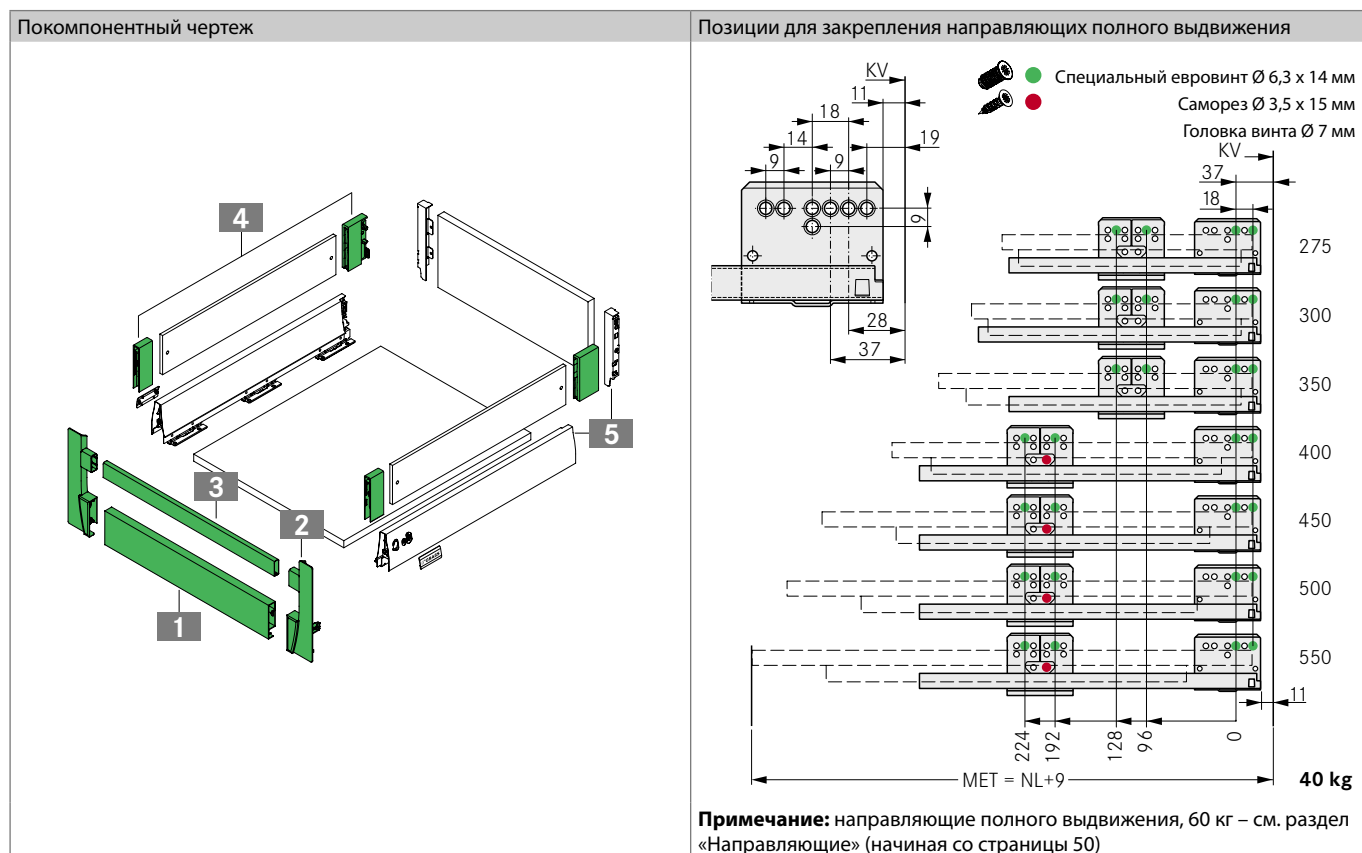 Покомпонентный чертеж
4
5
3
2
1
Позиции для закрепления направляющих полного выдвижения
KV
Специальный евровинт Ø 6,3 x 14 мм
11
Саморез Ø 3,5 x 15 мм
18
Головка винта Ø 7 мм
14
19
KV
9
9
37
9
18
275
28
300
37
350
400
450
500
550
11
224
192
128
96
0
MET = NL+9
40 kg
Примечание: направляющие полного выдвижения, 60 кг – см. раздел
«Направляющие» (начиная со страницы 50)